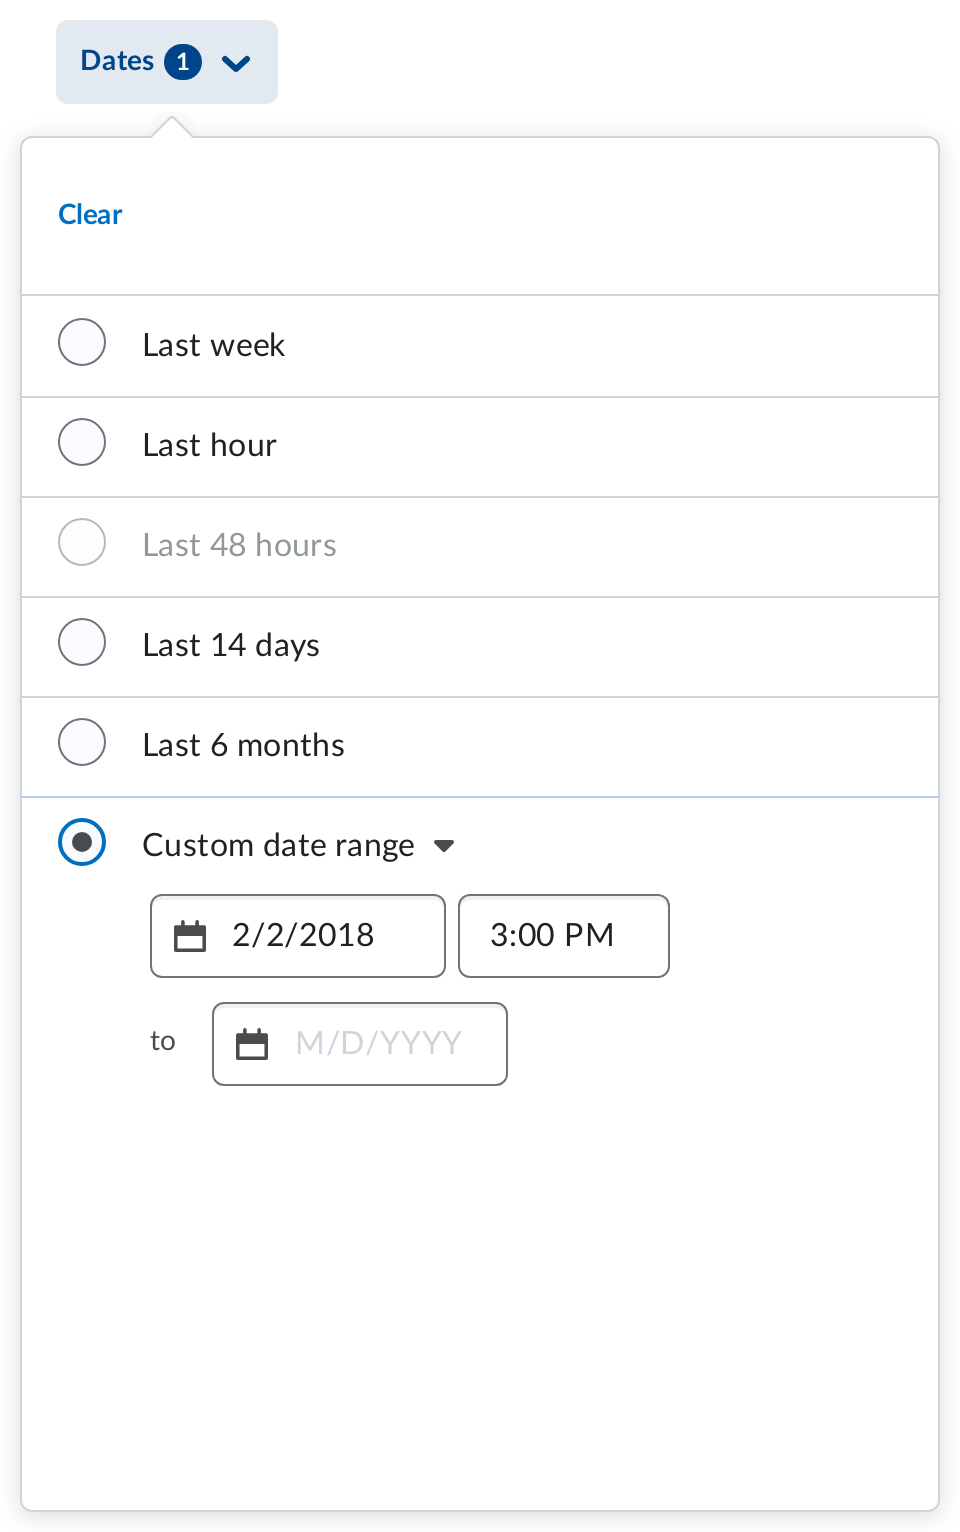 Dates 1
Clear
Last week
Last hour
Last 48 hours
Last 14 days
Last 6 months
Custom date range
2/2/2018 3:00 PM
to M/D/YYYY